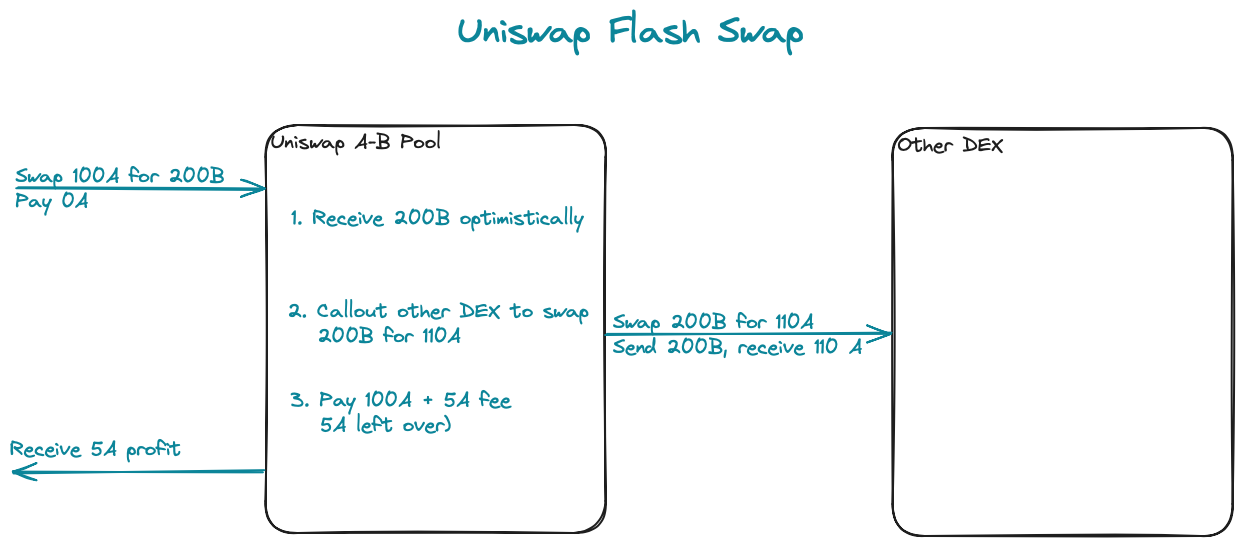 Uniswap Flash Swap
Uniswap A-B Pool
Other DEX
Swap 100A for 200B
Pay 0A
1. Receive 200B optimistically
2. Callout other DEX to swap
200B for 110A
Swap 200B for 110A
Send 200B, receive 110 A
3. Pay 100A + 5A fee
5A left over)
Receive 5A profit